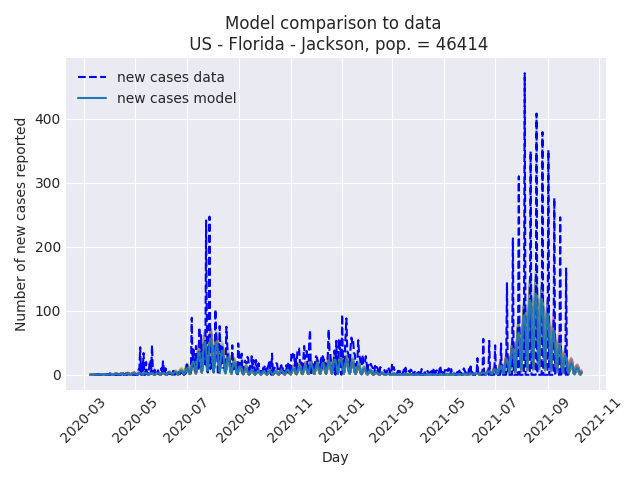 Model comparison to data
US - Florida - Jackson, pop. = 46414
new cases data
new cases model
Number of new cases reported
400
300
200
100
0
2020-03
2020-05
2020-07
2020-09
2020-11
2021-01
2021-03
2021-05
2021-07
2021-09
2021-11
Day